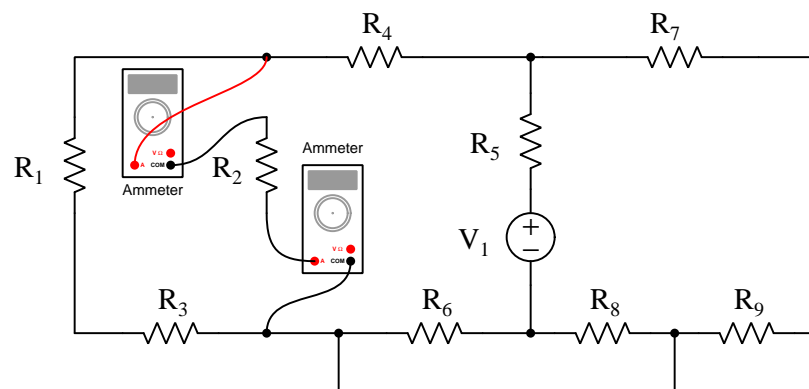 R4
R7
Ammeter
R1
VΩ
A COM
Ammeter
R2
R5
V1
VΩ
A COM
R3
R6
R8
R9